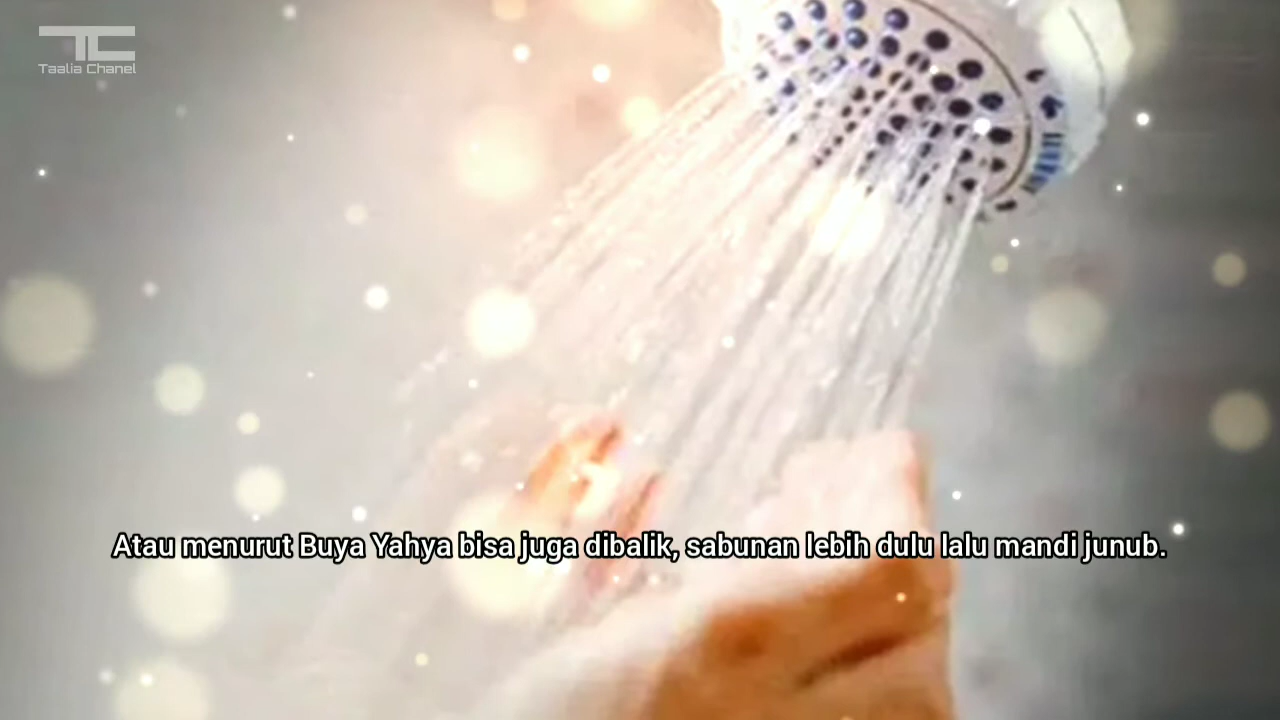 TC
Taalia Chanel
Atau menurut Buya Yahya bisa juga dibalik, sabunan lebih dulu lalu mandi junub.